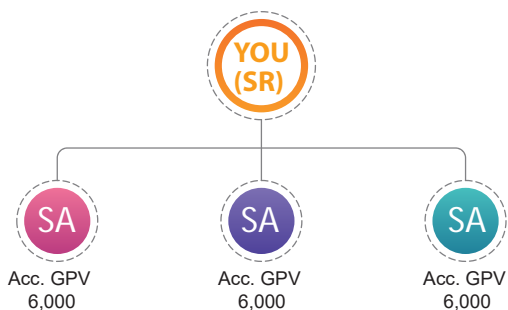 YOU
(SR)
SA
SA
SA
Acc. GPV
6,000
Acc. GPV
6,000
Acc. GPV
6,000